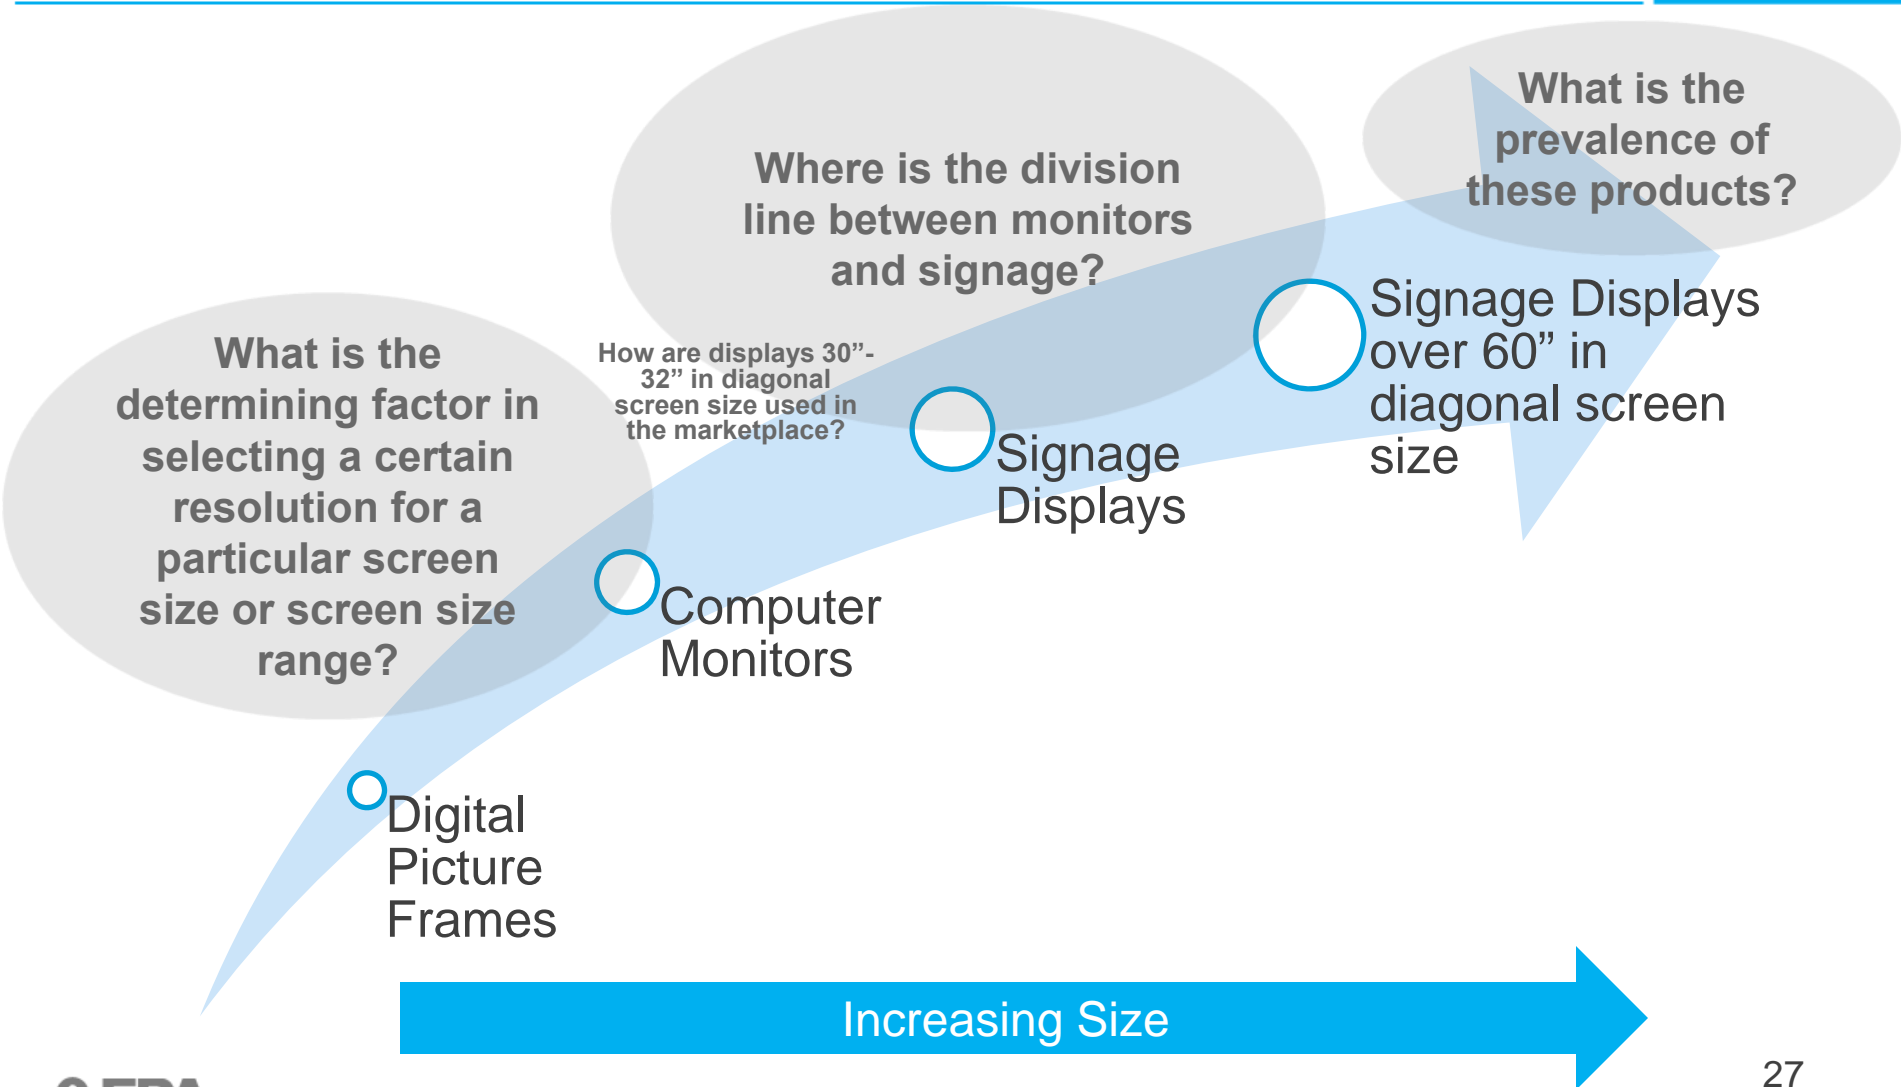 What is the
prevalence of
these products?
Where is the division
line between monitors
and signage?
Signage Displays
over 60” in
diagonal screen
size
What is the
determining factor in
selecting a certain
resolution for a
particular screen
size or screen size
range?
How are displays 30”-
32” in diagonal
screen size used in
the marketplace?
Signage
Displays
Computer
Monitors
Digital
Picture
Frames
Increasing Size
27